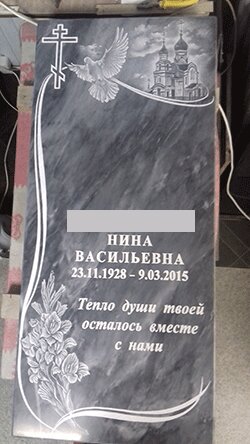 НИНА
ВАСИЛЬЕВНА
23.11.1928 – 9.03.2015
Тепло души твоей
осталось вместе
с нами